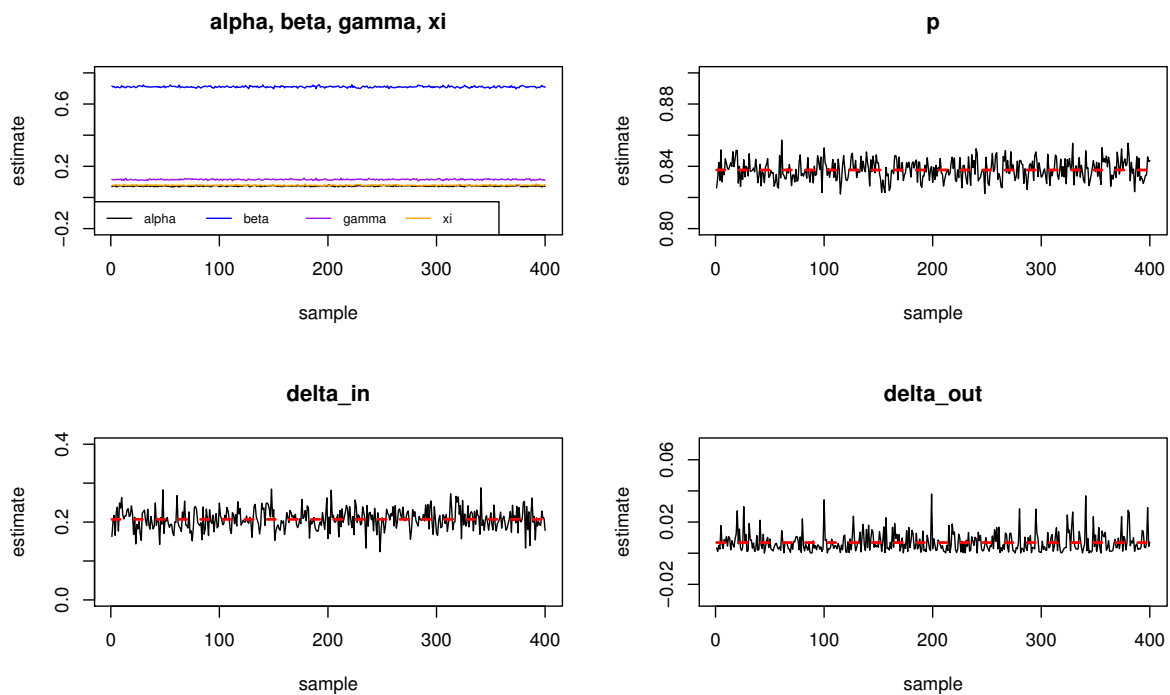 alpha, beta, gamma, xi
estimate
−0.2 0.2 0.6
alpha beta gamma xi
0 100 200 300 400
sample
p
estimate
0.80 0.84 0.88
0 100 200 300 400
sample
delta_in
estimate
0.0 0.2 0.4
0 100 200 300 400
sample
delta_out
estimate
−0.02 0.02 0.06
0 100 200 300 400
sample